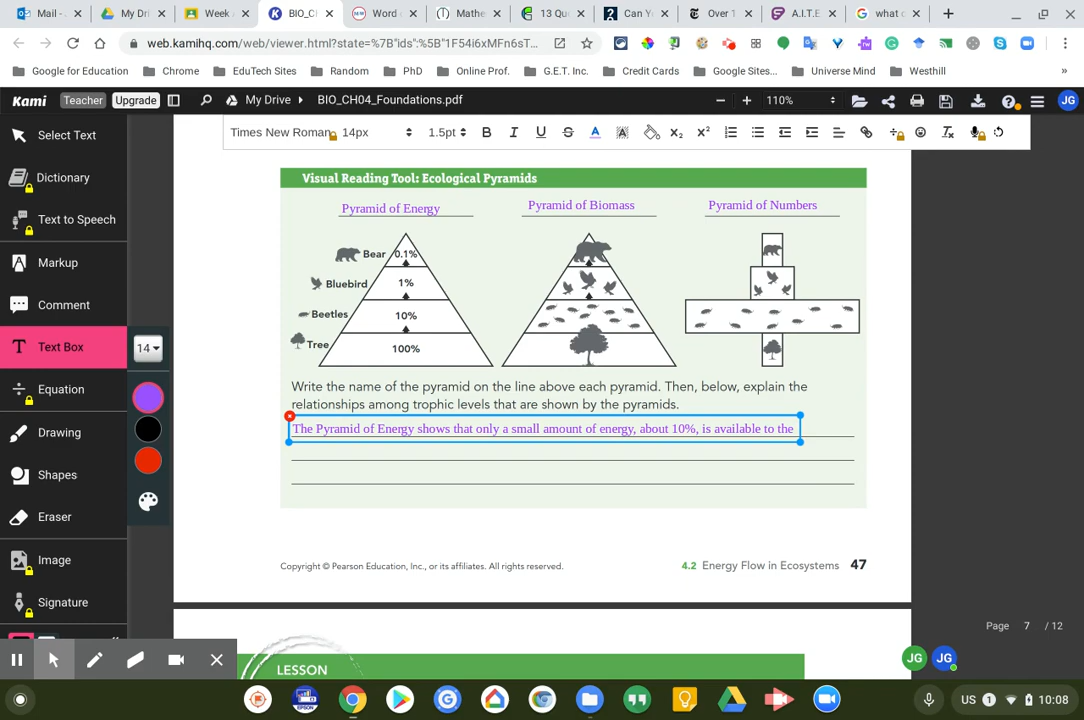 Mail -
My Dri
Week
BIO_CH
Word
Mathe
13 Qu
Can Y
Over 1
A.I.T.E
what c
web.kamihq.com/web/viewer.html?state=%7B"ids":%5B"1F54i6xMFn6sT...
Google for Education
Chrome
EduTech Sites
Random
PhD
Online Prof.
G.E.T. Inc.
Credit Cards
Google Sites...
Universe Mind
Westhill
»
Kami
Teacher
Upgrade
My Drive
BIO_CH04_Foundations.pdf
110%
JG
Times New Roman
14px
1.5pt
B I U S A
Select Text
Dictionary
Text to Speech
Markup
Comment
Text Box
14
Equation
Drawing
Shapes
Eraser
Image
Signature
Visual Reading Tool: Ecological Pyramids
Pyramid of Energy
Pyramid of Biomass
Pyramid of Numbers
Bear 0.1%
Bluebird 1%
Beetles 10%
Tree 100%
Write the name of the pyramid on the line above each pyramid. Then, below, explain the
relationships among trophic levels that are shown by the pyramids.
The Pyramid of Energy shows that only a small amount of energy, about 10%, is available to the
Copyright © Pearson Education, Inc., or its affiliates. All rights reserved.
4.2 Energy Flow in Ecosystems 47
Page 7 / 12
LESSON
JG JG
EPSON
US 1 10:08